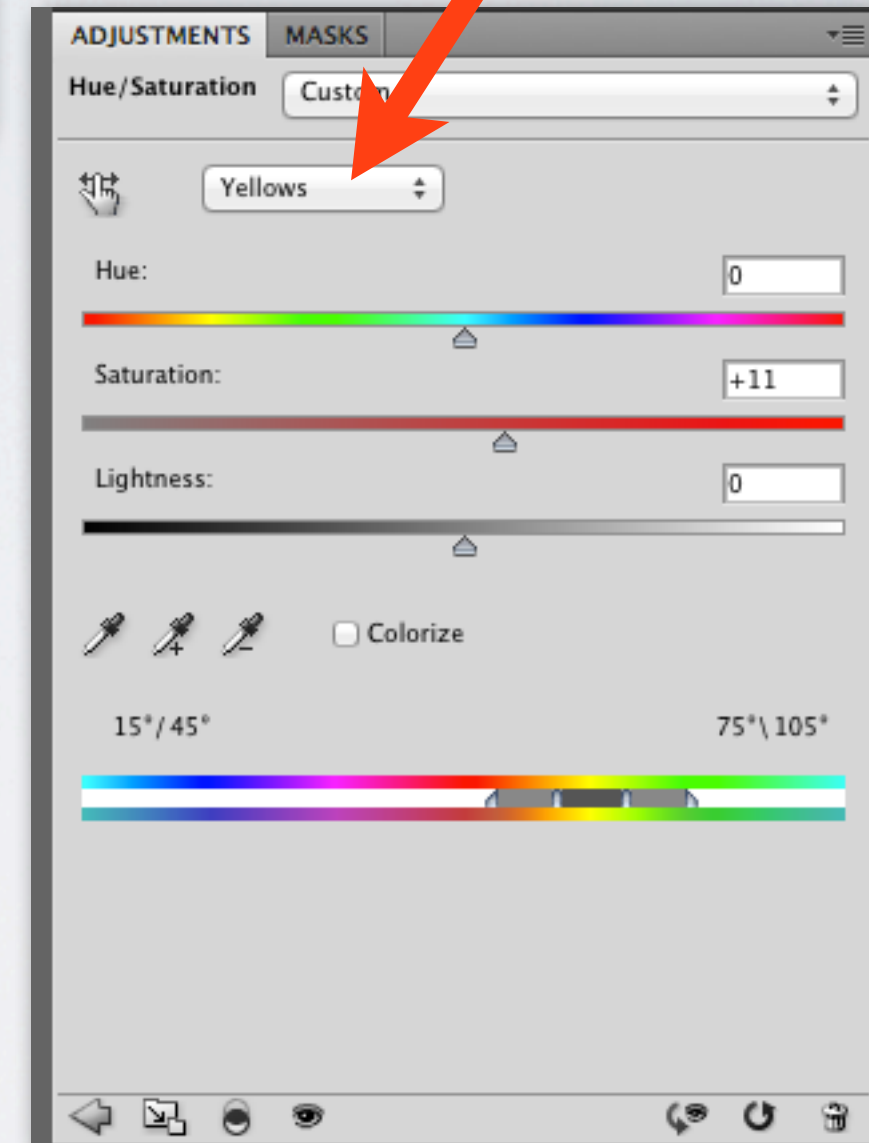 ADJUSTMENTS MASKS
Hue/Saturation
Yellows
Hue: 0
Saturation: +11
Lightness: 0
Colorize
15°/45° 75°\105°